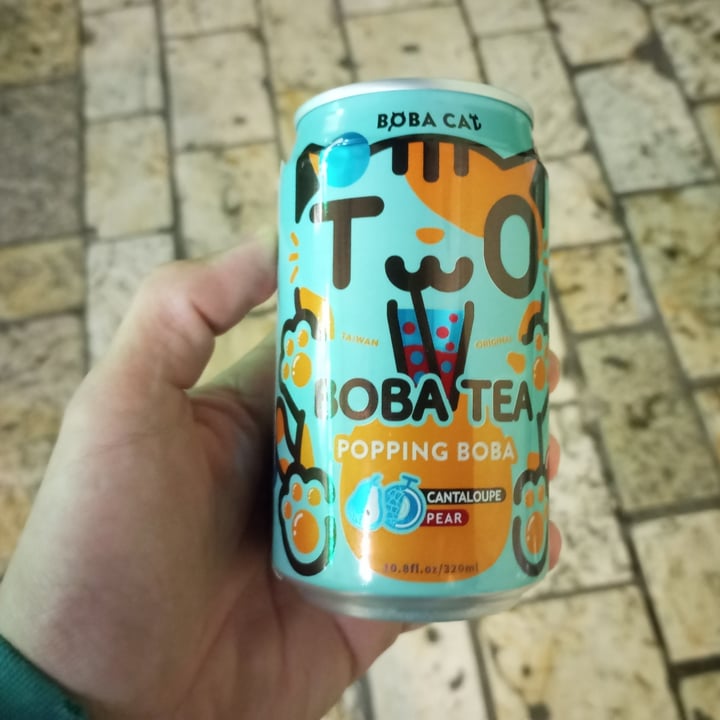 BOBA CAT
TWO
TAIWAN ORIGINAL
BOBA TEA
POPPING BOBA
CANTALOUPE
PEAR
10.8fl.oz/320ml